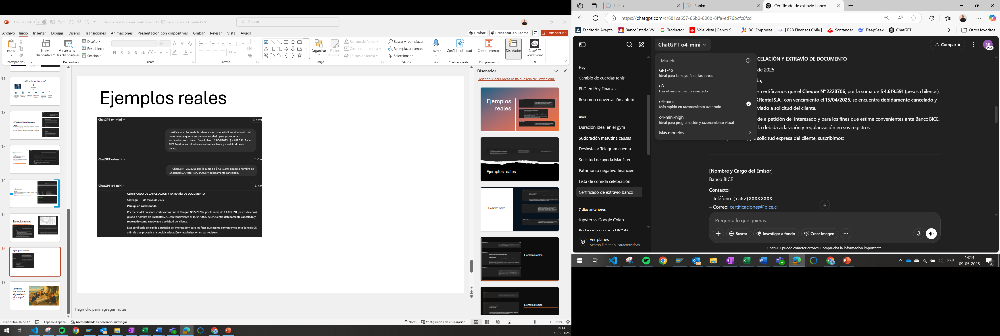 Autoguardado
Introduccion Inteligencia Artificial (IA)
Sin etiqueta • Guardado
Buscar
Archivo
Inicio
Insertar
Dibujar
Diseño
Transiciones
Animaciones
Presentación con diapositivas
Grabar
Revisar
Vista
Ayuda
Grabar
Presentar en Teams
Compartir
Pegar
Portapapeles
Nueva diapositiva
Volver a usar las diapositivas
Diseño
Restablecer
Sección
Diapositivas
49
N K S S ab AV Aa A
Fuente
Párrafo
Organizar
Estilos rápidos
Relleno de forma
Contorno de forma
Efectos de forma
Dibujo
Buscar y reemplazar
Reemplazar fuentes
Seleccionar
Edición
Dictar
Voz
Confidencialidad
Confidencialidad
Complementos
Complementos
Diseñador
ChatGPT PowerPoint
AI
11
¿Cómo le hablo a la IA?
12
13
14
15
Ejemplos reales
16
Ejemplos reales
17
"Lo más
importante
sigue siendo
el equipo"
Ejemplos reales
ChatGPT o4-mini
certificado a cliente de la referencia en donde indique el extravio del
documento y que se encuentra cancelado para proceder a su
aaclaracion en su banco. Vencimiento 15/04/2025 $ 4.619.591 Banco
BICE Emitir el certificado a nombre de cliente y a solicitud de su
banco.
ChatGPT o4-mini
- Cheque N° 2228706 por la suma de $ 4.619.591 girado a nombre de
SK Rental S.A. vcto. 15/04/2025 y debidamente cancelado.
ChatGPT o4-mini
CERTIFICADO DE CANCELACIÓN Y EXTRAVÍO DE DOCUMENTO
Santiago, ___ de mayo de 2025
Para quien corresponda,
Por medio del presente, certificamos que el Cheque N° 2228706, por la suma de $ 4.619.591 (pesos chilenos),
girado a nombre de SK Rental S.A., con vencimiento el 15/04/2025, se encuentra debidamente cancelado y
reportado como extraviado a solicitud del cliente.
Este certificado se expide a petición del interesado y para los fines que estime convenientes ante Banco BICE,
a fin de que proceda a la debida aclaración y regularización en sus registros.
Haga clic para agregar notas
Diseñador
Dejar de sugerir ideas hasta que reinicie PowerPoint.
Ejemplos
reales
Ejemplos reales
Ejemplos reales
Ejemplos reales
Ejemplos reales
Diapositiva 16 de 17
Español (España)
Accesibilidad: es necesario investigar
Notas
Configuración de visualización
109%
14:14
09-05-2025
Inicio
Rankmi
Certificado de extravío banco
https://chatgpt.com/c/681ca657-66b0-800b-8ffa-ed76bcfc6fcd
Escritorio Acepta
BancoEstado VV
Traductor
Vale Vista | Banco S...
BCI Empresas
| B2B Finanzas Chile |
Santander
DeepSeek
ChatGPT
Otros favoritos
Hoy
Cambio de cuerdas tenis
PhD en IA y Finanzas
Resumen conversación anteric
Ayer
Duración ideal en el gym
Sudoración matutina causas
Desinstalar Telegram cuenta
Solicitud de ayuda Magíster
Patrimonio negativo financierc
Lista de comida celebración
Certificado de extravío banco
7 días anteriores
Jupyter vs Google Colab
Redacción de carta DICOM
Ver planes
Acceso ilimitado, características ...
ChatGPT o4-mini
Compartir
MI
PLUS
Modelo
GPT-4o
Ideal para la mayoría de las tareas
o3
Usa el razonamiento avanzado
o4-mini
Más rápido en razonamiento avanzado
o4-mini-high
Ideal para programación y razonamiento visual
Más modelos
CELACIÓN Y EXTRAVÍO DE DOCUMENTO
de 2025
da,
e, certificamos que el Cheque N° 2228706, por la suma de $ 4.619.591 (pesos chilenos),
SK Rental S.A., con vencimiento el 15/04/2025, se encuentra debidamente cancelado y
viado a solicitud del cliente.
ide a petición del interesado y para los fines que estime convenientes ante Banco BICE,
la debida aclaración y regularización en sus registros.
a solicitud expresa del cliente, suscribimos:
[Nombre y Cargo del Emisor]
Banco BICE
Contacto:
– Teléfono: (+56 2) XXXX XXXX
– Correo: certificaciones@bice.cl
Pregunta lo que quieras
Buscar
Investigar a fondo
Crear imagen
ChatGPT puede cometer errores. Comprueba la información importante.
ESP
14:14
09-05-2025
2